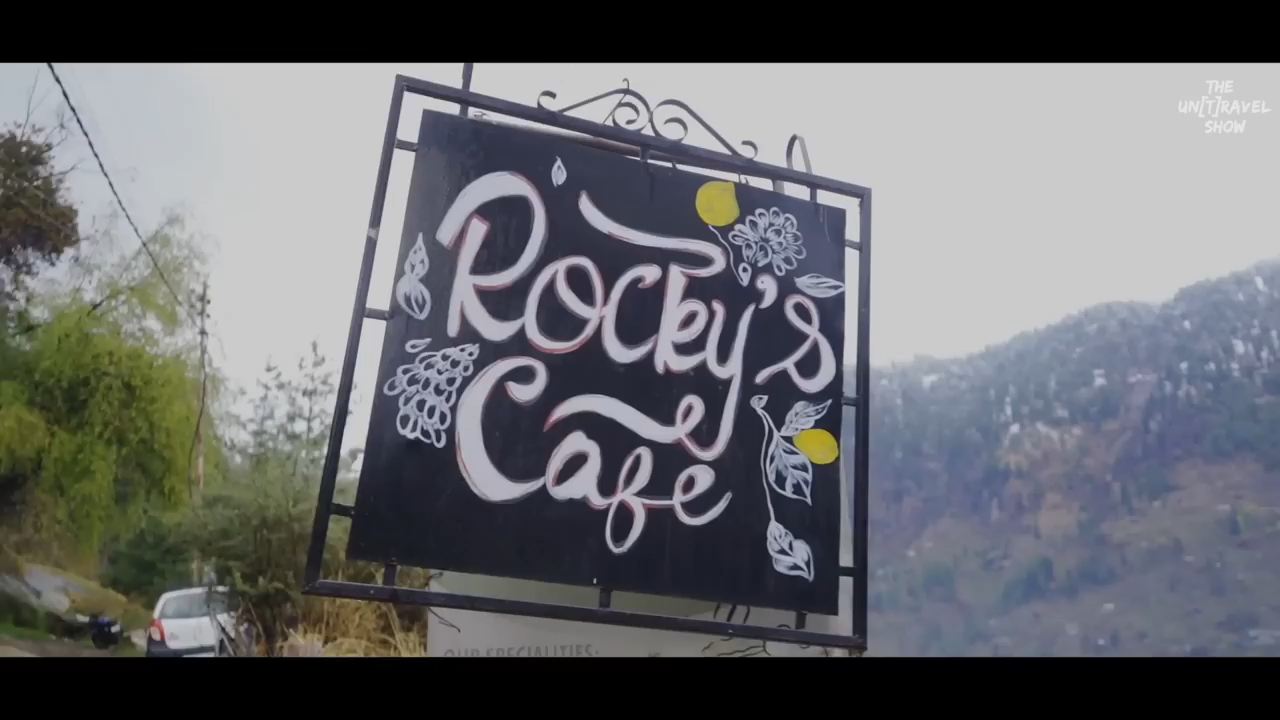 THE
UN[T]RAVEL
SHOW
Rocky's
Cafe
OUR SPECIALITIES: